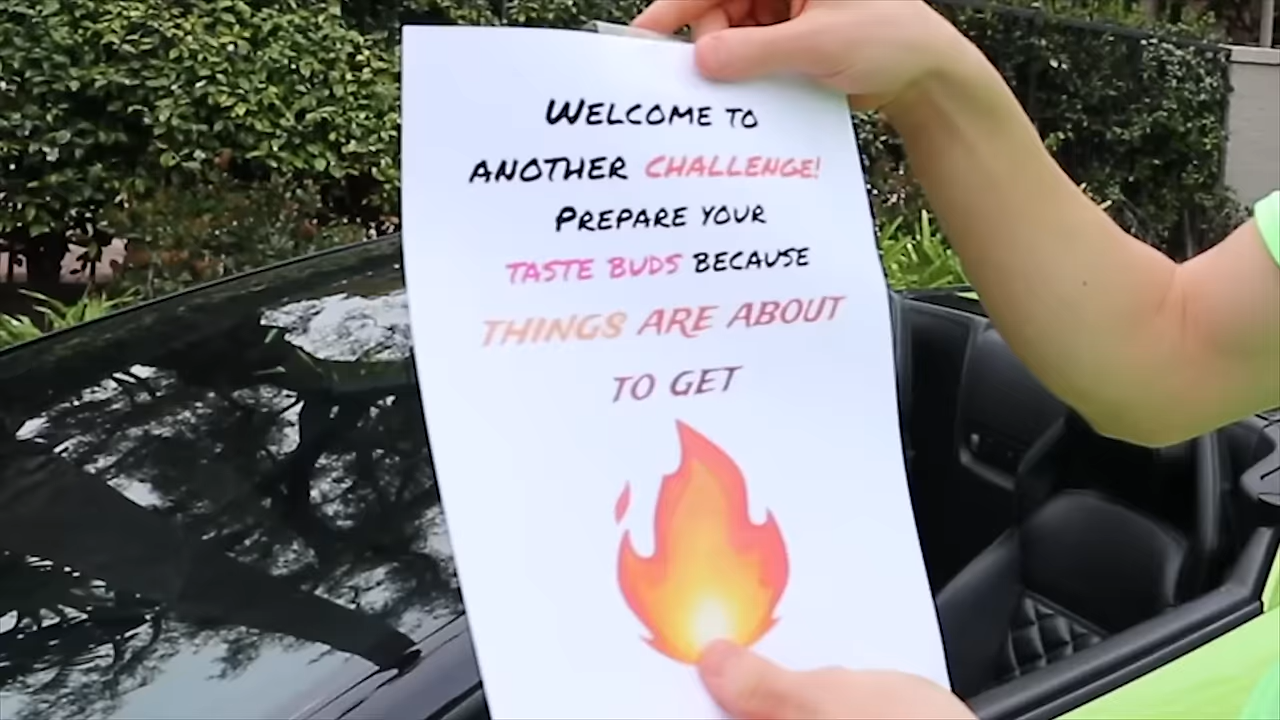 WELCOME TO
ANOTHER CHALLENGE!
PREPARE YOUR
TASTE BUDS BECAUSE
THINGS ARE ABOUT
TO GET